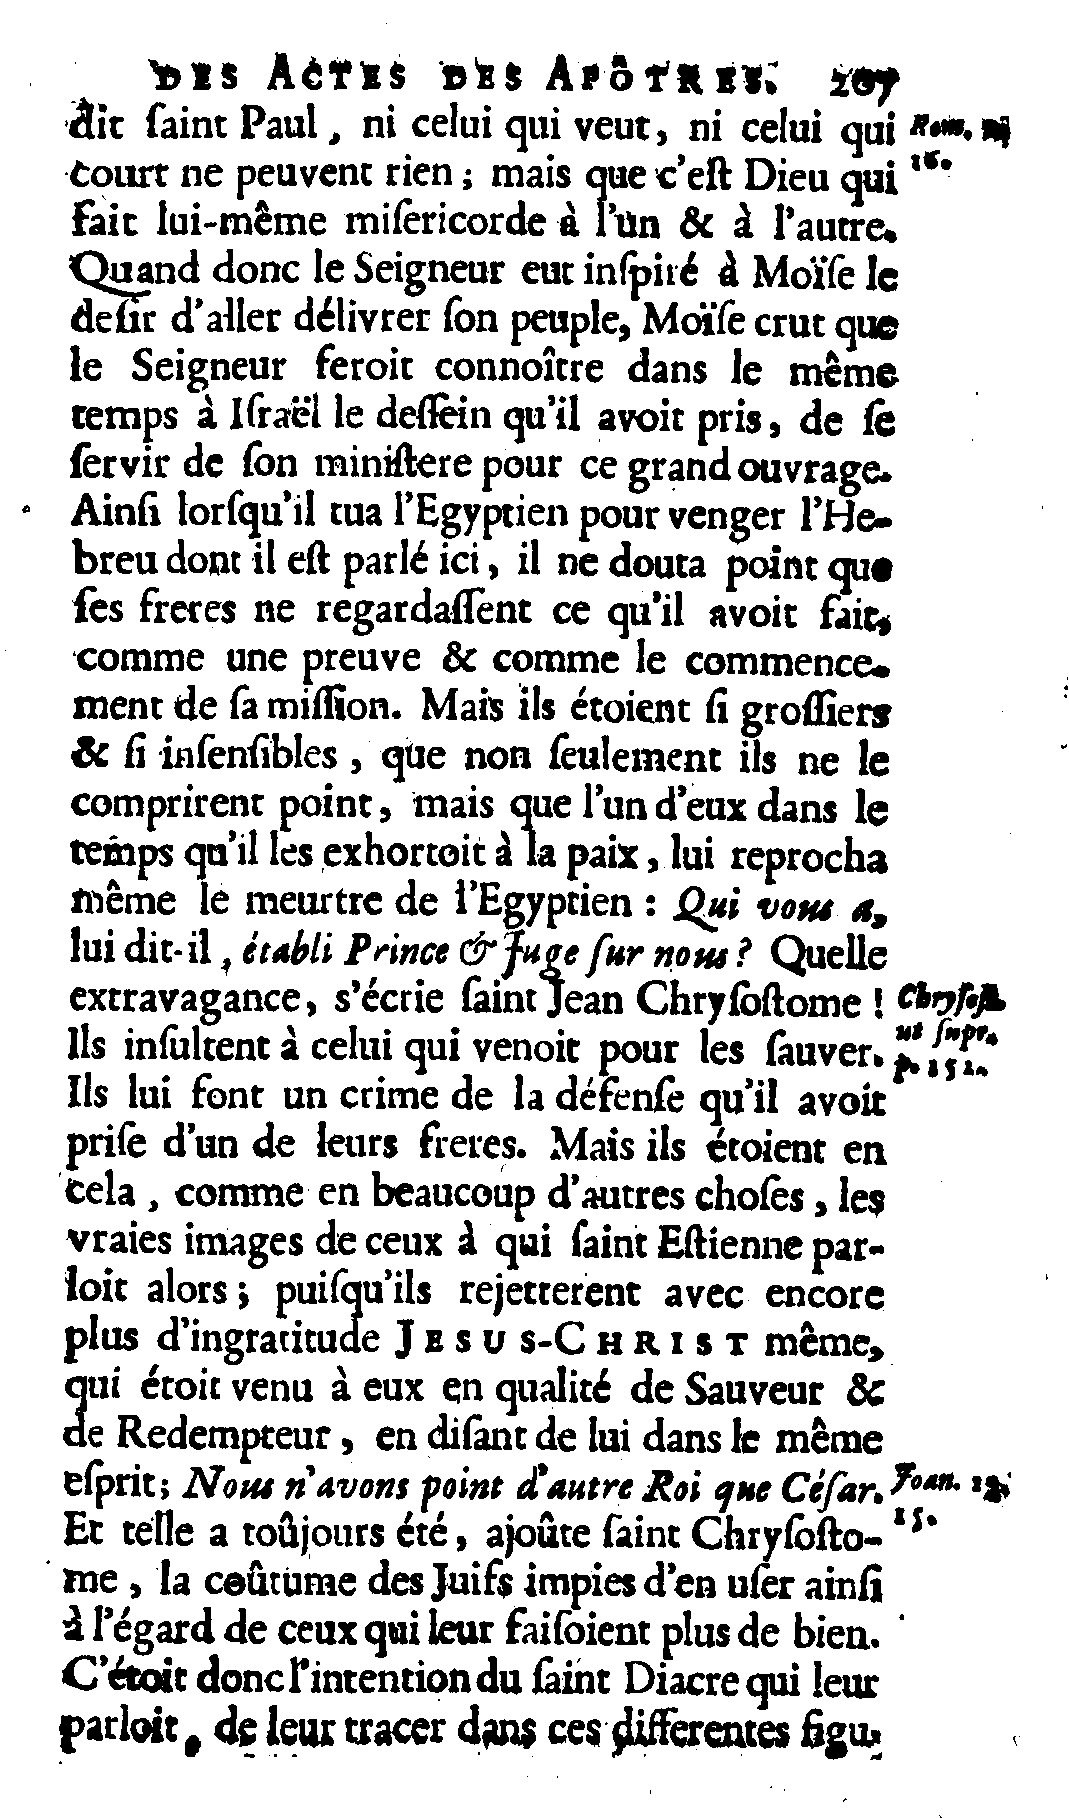 DES ACTES DES APÔTRES. 207
dit ſaint Paul, ni celui qui veut, ni celui qui
Rom.
court ne peuvent rien ; mais que c'eſt Dieu qui
16.
fait lui-même miſericorde à l'un & à l'autre.
Quand donc le Seigneur eut inſpiré à Moïſe le
deſir d'aller délivrer ſon peuple, Moïſe crut que
le Seigneur feroit connoître dans le même
temps à Iſraël le deſſein qu'il avoit pris, de ſe
ſervir de ſon miniſtere pour ce grand ouvrage.
Ainſi lorſqu'il tua l'Egyptien pour venger l'He-
breu dont il eſt parlé ici, il ne douta point que
ſes freres ne regardaſſent ce qu'il avoit fait,
comme une preuve & comme le commence-
ment de ſa miſſion. Mais ils étoient ſi groſſiers
& ſi inſenſibles, que non ſeulement ils ne le
comprirent point, mais que l'un d'eux dans le
temps qu'il les exhortoit à la paix, lui reprocha
même le meurtre de l'Egyptien : Qui vous a,
lui dit-il, établi Prince & Juge ſur nous ? Quelle
extravagance, s'écrie ſaint Jean Chryſoſtome !
Chryſoſt.
Ils inſultent à celui qui venoit pour les ſauver.
ut ſupr.
p. 152.
Ils lui font un crime de la défenſe qu'il avoit
priſe d'un de leurs freres. Mais ils étoient en
cela, comme en beaucoup d'autres choſes, les
vraies images de ceux à qui ſaint Eſtienne par-
loit alors ; puiſqu'ils rejetterent avec encore
plus d'ingratitude JESUS-CHRIST même,
qui étoit venu à eux en qualité de Sauveur &
de Redempteur, en diſant de lui dans le même
eſprit ; Nous n'avons point d'autre Roi que Céſar.
Joan. 19.
Et telle a toûjours été, ajoûte ſaint Chryſoſto-
15.
me, la coûtume des Juifs impies d'en uſer ainſi
à l'égard de ceux qui leur faiſoient plus de bien.
C'étoit donc l'intention du ſaint Diacre qui leur
parloit, de leur tracer dans ces differentes figu-